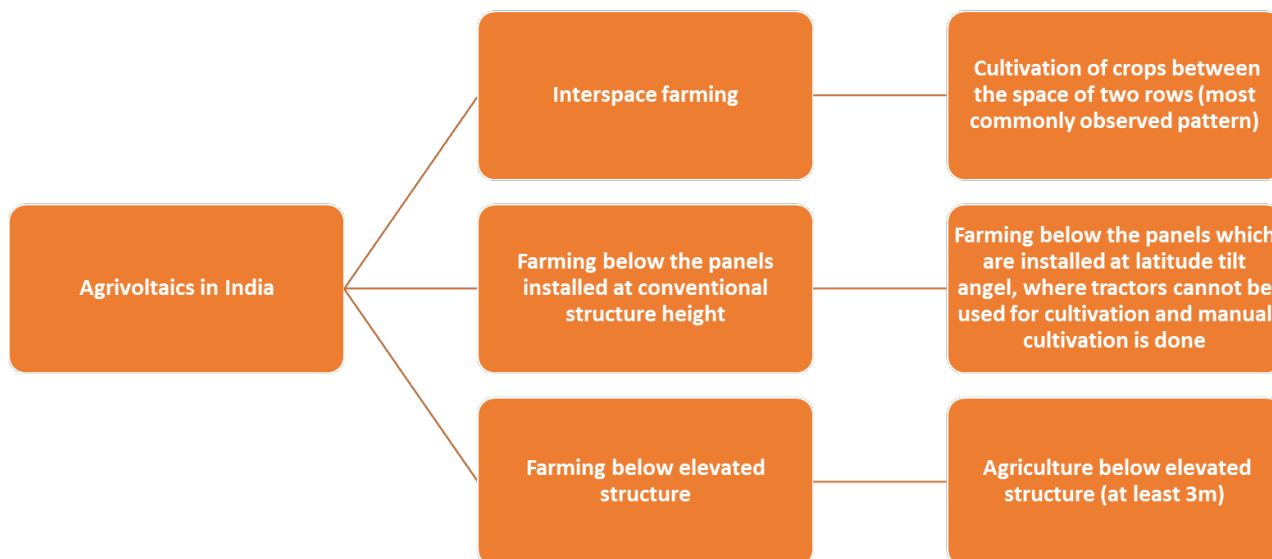 Agrivoltaics in India
Interspace farming
Cultivation of crops between
the space of two rows (most
commonly observed pattern)
Farming below the panels
installed at conventional
structure height
Farming below the panels which
are installed at latitude tilt
angel, where tractors cannot be
used for cultivation and manual
cultivation is done
Farming below elevated
structure
Agriculture below elevated
structure (at least 3m)